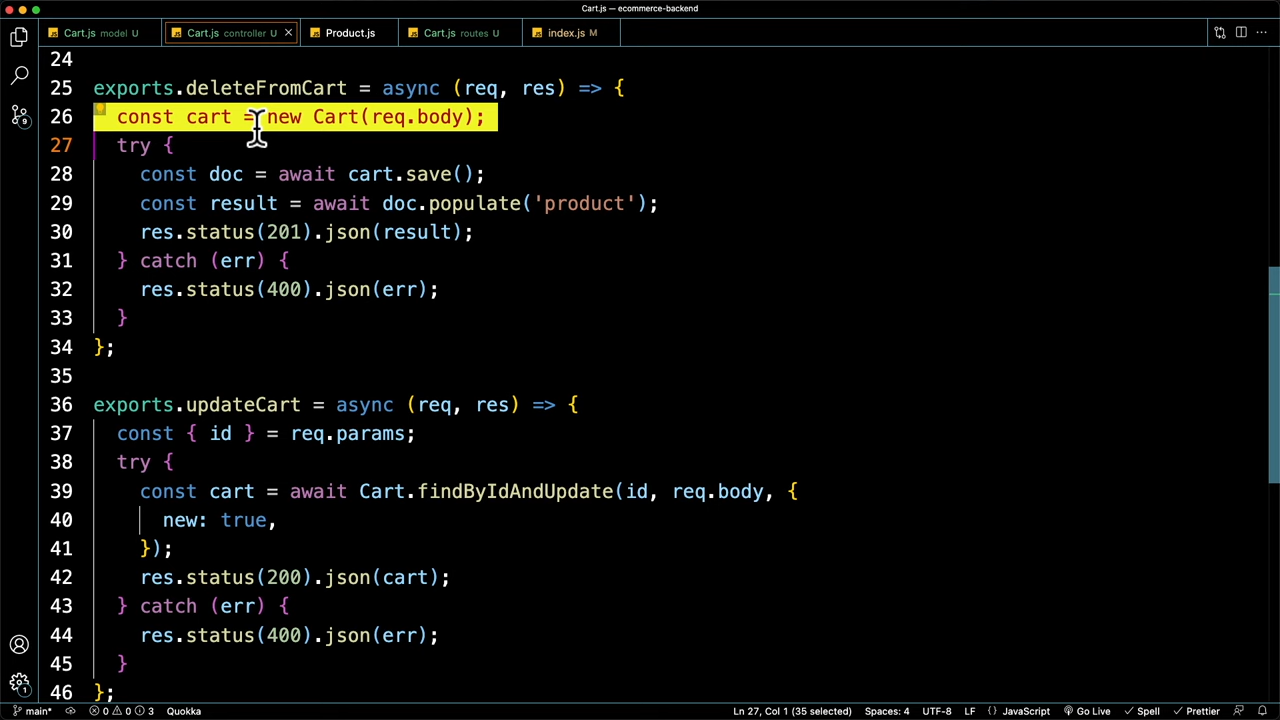 Cart.js — ecommerce-backend
Cart.js model U
Cart.js controller U
Product.js
Cart.js routes U
index.js M
24
25 exports.deleteFromCart = async (req, res) => {
26 const cart = new Cart(req.body);
27 try {
28 const doc = await cart.save();
29 const result = await doc.populate('product');
30 res.status(201).json(result);
31 } catch (err) {
32 res.status(400).json(err);
33 }
34 };
35
36 exports.updateCart = async (req, res) => {
37 const { id } = req.params;
38 try {
39 const cart = await Cart.findByIdAndUpdate(id, req.body, {
40 new: true,
41 });
42 res.status(200).json(cart);
43 } catch (err) {
44 res.status(400).json(err);
45 }
46 };
9
1
main* 0 0 3 Quokka Ln 27, Col 1 (35 selected) Spaces: 4 UTF-8 LF {} JavaScript Go Live Spell Prettier